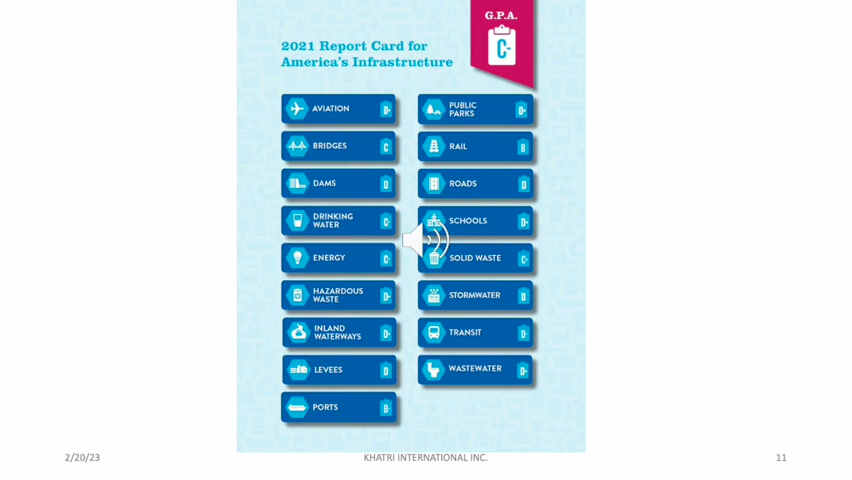 G.P.A.
C-
2021 Report Card for
America's Infrastructure
AVIATION D+
BRIDGES C
DAMS D
DRINKING
WATER C-
ENERGY C-
HAZARDOUS
WASTE D+
INLAND
WATERWAYS D+
LEVEES D
PORTS B-
PUBLIC
PARKS D+
RAIL B
ROADS D
SCHOOLS D+
SOLID WASTE C+
STORMWATER D
TRANSIT D-
WASTEWATER D+
2/20/23
KHATRI INTERNATIONAL INC.
11